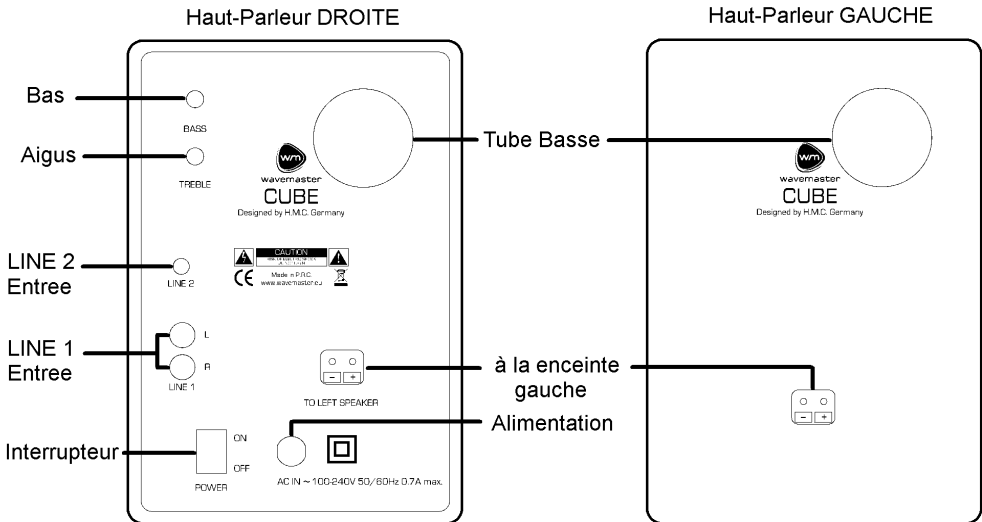 Haut-Parleur DROITE
Haut-Parleur GAUCHE
Bas
BASS
Aigus
TREBLE
Tube Basse
wm
wavemaster
CUBE
Designed by H.M.C. Germany
wm
wavemaster
CUBE
Designed by H.M.C. Germany
CAUTION
LINE 2
Entree
LINE 2
CE
Made in P.R.C.
www.wavemaster.eu
LINE 1
Entree
L
R
LINE 1
- +
TO LEFT SPEAKER
à la enceinte
gauche
- +
Alimentation
Interrupteur
ON
OFF
POWER
AC IN ~ 100-240V 50/60Hz 0.7A max.